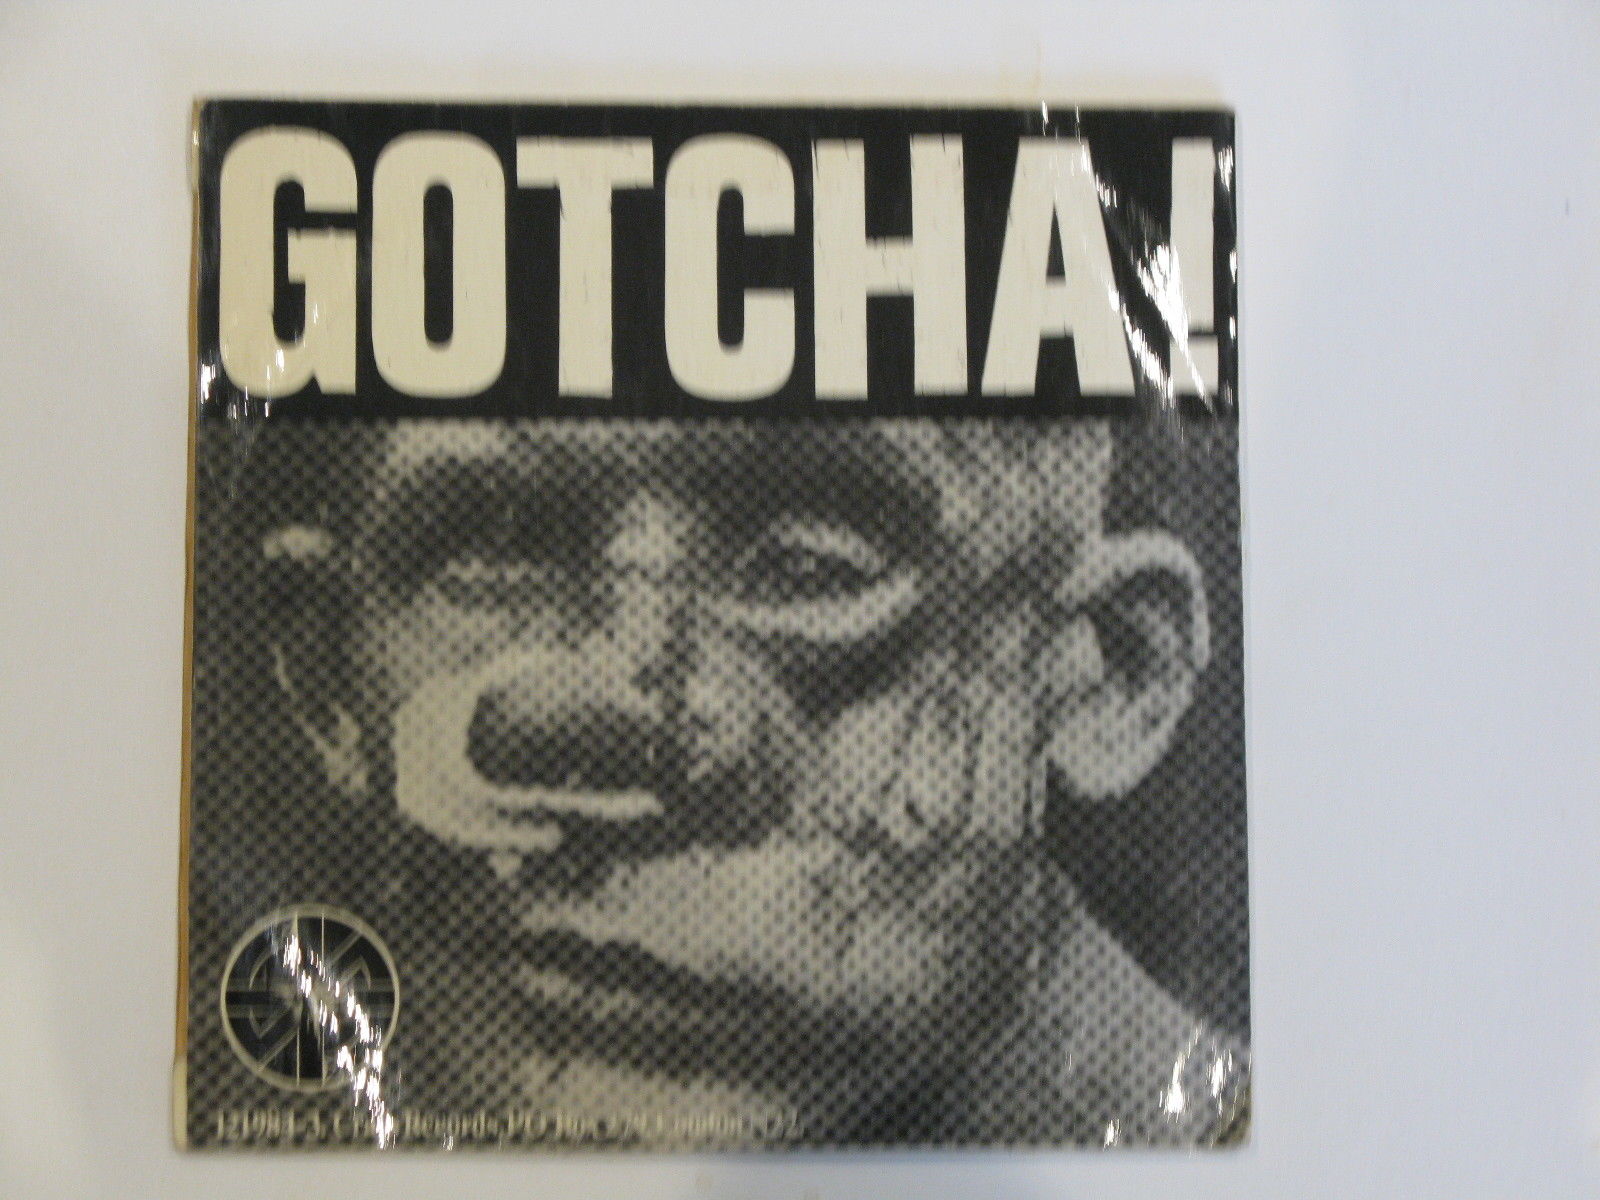 GOTCHA!
121984-3, Crass Records, PO Box 279, London N22.